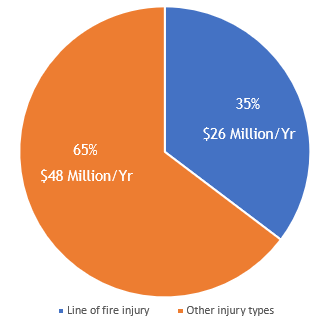 35%
$26 Million/Yr
65%
$48 Million/Yr
Line of fire injury
Other injury types